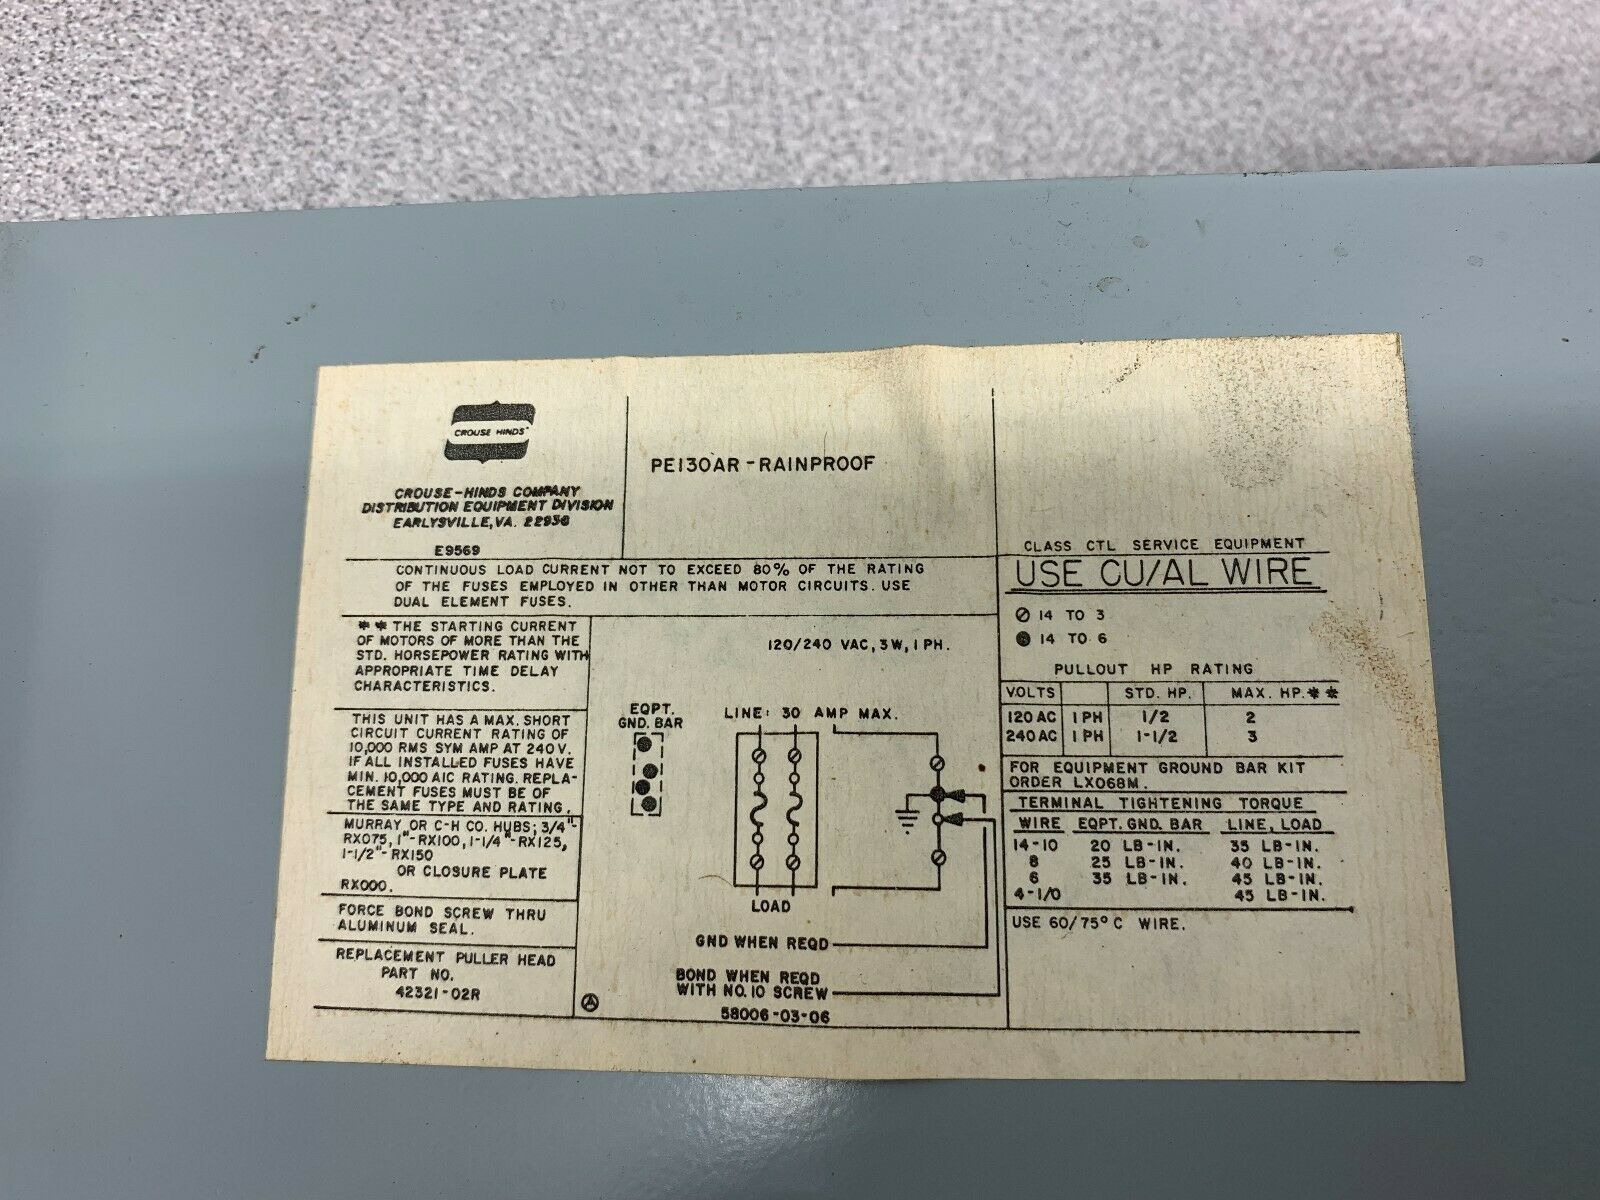 CROUSE HINDS
CROUSE-HINDS COMPANY
DISTRIBUTION EQUIPMENT DIVISION
EARLYSVILLE, VA. 22936
E9569
PE130AR-RAINPROOF
CONTINUOUS LOAD CURRENT NOT TO EXCEED 80% OF THE RATING
OF THE FUSES EMPLOYED IN OTHER THAN MOTOR CIRCUITS. USE
DUAL ELEMENT FUSES.
** THE STARTING CURRENT
OF MOTORS OF MORE THAN THE
STD. HORSEPOWER RATING WITH
APPROPRIATE TIME DELAY
CHARACTERISTICS.
THIS UNIT HAS A MAX. SHORT
CIRCUIT CURRENT RATING OF
10,000 RMS SYM AMP AT 240V.
IF ALL INSTALLED FUSES HAVE
MIN. 10,000 AIC RATING. REPLA-
CEMENT FUSES MUST BE OF
THE SAME TYPE AND RATING.
MURRAY OR C-H CO. HUBS; 3/4"-
RX075, 1"-RX100, 1-1/4"-RX125,
1-1/2"-RX150
OR CLOSURE PLATE
RX000.
FORCE BOND SCREW THRU
ALUMINUM SEAL.
REPLACEMENT PULLER HEAD
PART NO.
42321-02R
120/240 VAC, 3W, 1 PH.
EQPT.
GND. BAR
LINE: 30 AMP MAX.
LOAD
GND WHEN REQD
BOND WHEN REQD
WITH NO. 10 SCREW
58006-03-06
CLASS CTL SERVICE EQUIPMENT
USE CU/AL WIRE
14 TO 3
14 TO 6
PULLOUT HP RATING
VOLTS STD. HP. MAX. HP. **
120 AC 1 PH 1/2 2
240 AC 1 PH 1-1/2 3
FOR EQUIPMENT GROUND BAR KIT
ORDER LX068M.
TERMINAL TIGHTENING TORQUE
WIRE EQPT. GND. BAR LINE, LOAD
14-10 20 LB-IN. 35 LB-IN.
8 25 LB-IN. 40 LB-IN.
6 35 LB-IN. 45 LB-IN.
4-1/0 45 LB-IN.
USE 60/75° C WIRE.